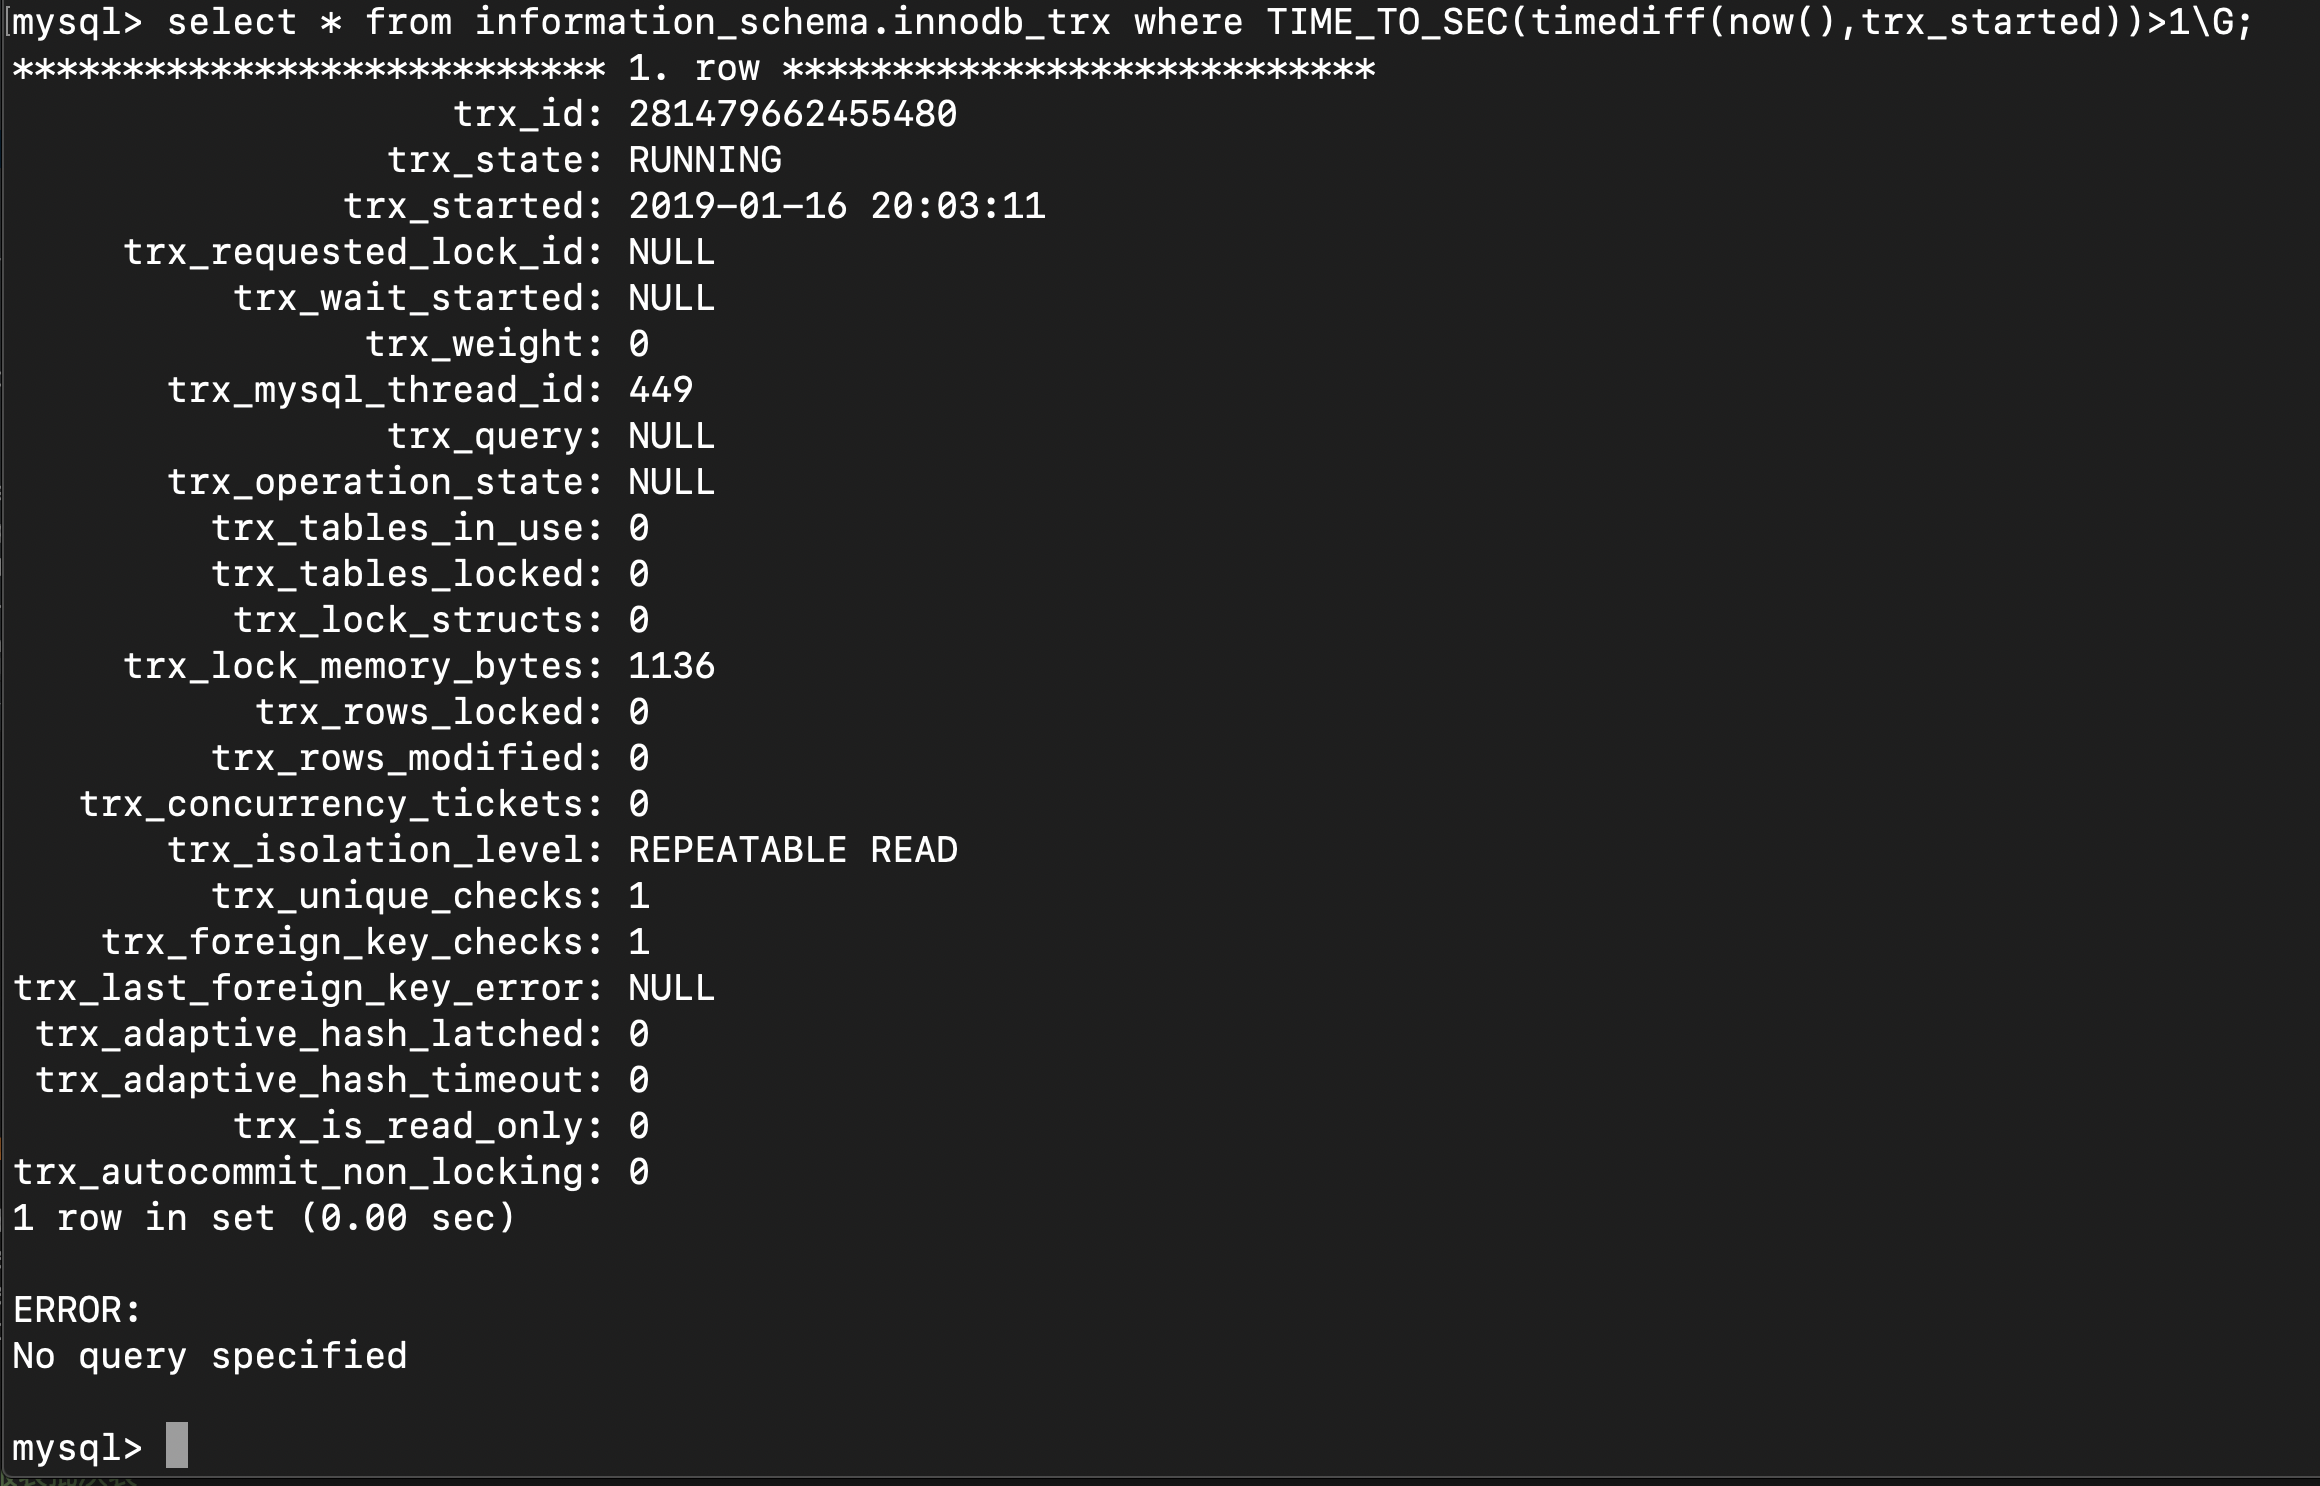 mysql> select * from information_schema.innodb_trx where TIME_TO_SEC(timediff(now(),trx_started))>1\G;
*************************** 1. row ***************************
trx_id: 281479662455480
trx_state: RUNNING
trx_started: 2019-01-16 20:03:11
trx_requested_lock_id: NULL
trx_wait_started: NULL
trx_weight: 0
trx_mysql_thread_id: 449
trx_query: NULL
trx_operation_state: NULL
trx_tables_in_use: 0
trx_tables_locked: 0
trx_lock_structs: 0
trx_lock_memory_bytes: 1136
trx_rows_locked: 0
trx_rows_modified: 0
trx_concurrency_tickets: 0
trx_isolation_level: REPEATABLE READ
trx_unique_checks: 1
trx_foreign_key_checks: 1
trx_last_foreign_key_error: NULL
trx_adaptive_hash_latched: 0
trx_adaptive_hash_timeout: 0
trx_is_read_only: 0
trx_autocommit_non_locking: 0
1 row in set (0.00 sec)
ERROR:
No query specified
mysql>